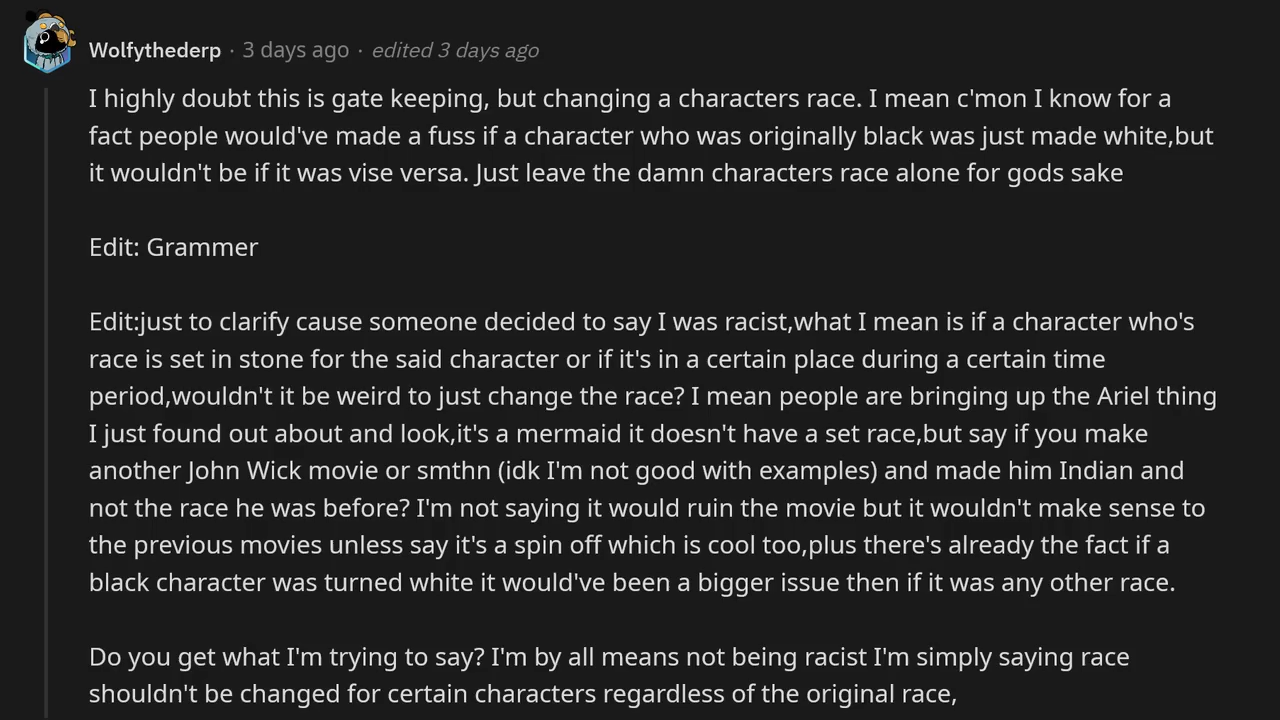 Wolfythederp · 3 days ago · edited 3 days ago
I highly doubt this is gate keeping, but changing a characters race. I mean c'mon I know for a
fact people would've made a fuss if a character who was originally black was just made white,but
it wouldn't be if it was vise versa. Just leave the damn characters race alone for gods sake
Edit: Grammer
Edit:just to clarify cause someone decided to say I was racist,what I mean is if a character who's
race is set in stone for the said character or if it's in a certain place during a certain time
period,wouldn't it be weird to just change the race? I mean people are bringing up the Ariel thing
I just found out about and look,it's a mermaid it doesn't have a set race,but say if you make
another John Wick movie or smthn (idk I'm not good with examples) and made him Indian and
not the race he was before? I'm not saying it would ruin the movie but it wouldn't make sense to
the previous movies unless say it's a spin off which is cool too,plus there's already the fact if a
black character was turned white it would've been a bigger issue then if it was any other race.
Do you get what I'm trying to say? I'm by all means not being racist I'm simply saying race
shouldn't be changed for certain characters regardless of the original race,